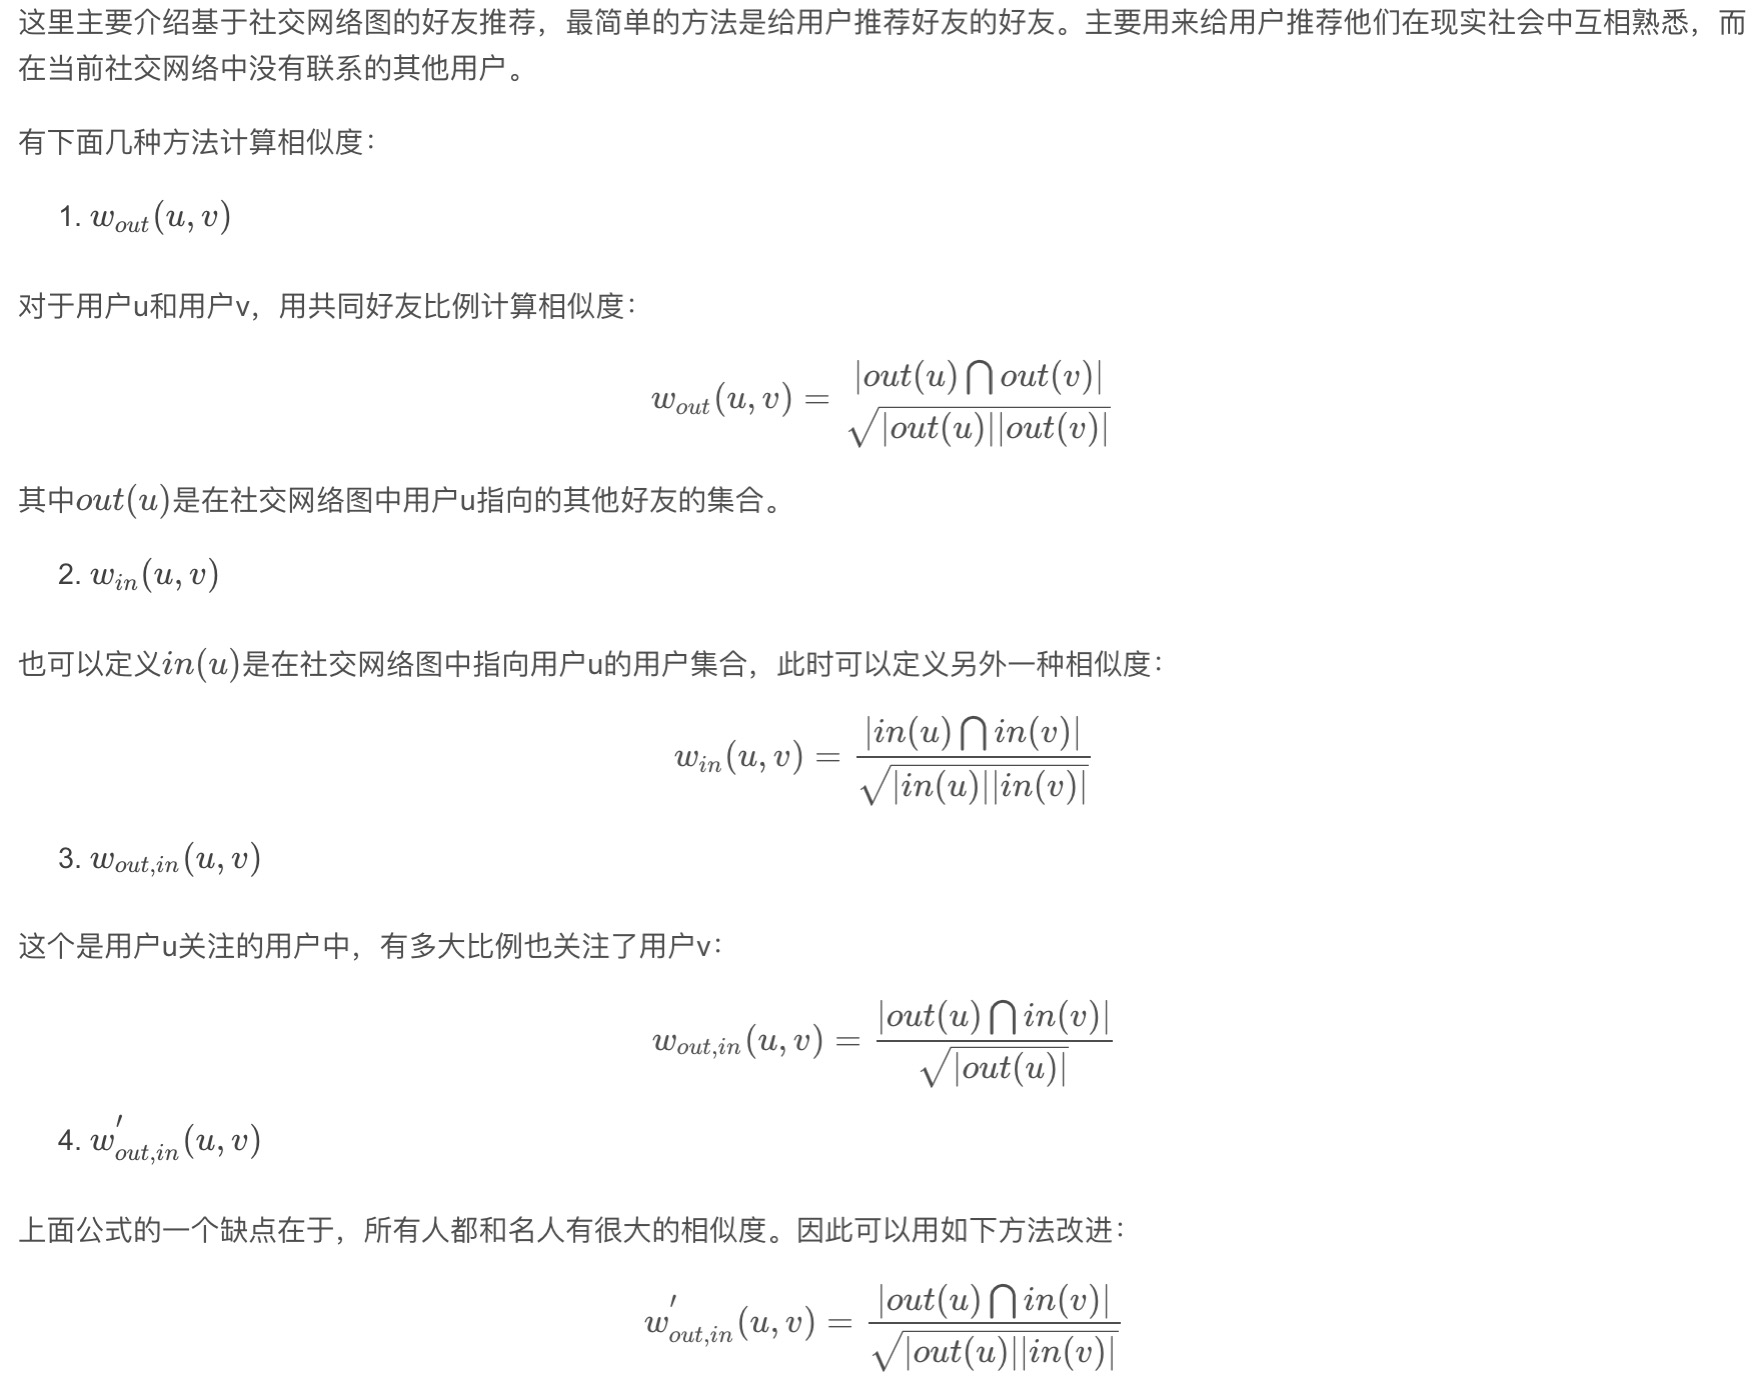 这里主要介绍基于社交网络图的好友推荐，最简单的方法是给用户推荐好友的好友。主要用来给用户推荐他们在现实社会中互相熟悉，而
在当前社交网络中没有联系的其他用户。
有下面几种方法计算相似度：
1. $w_{out}(u, v)$
对于用户u和用户v，用共同好友比例计算相似度：
$w_{out}(u, v) = \frac{|out(u) \bigcap out(v)|}{\sqrt{|out(u)||out(v)|}}$
其中$out(u)$是在社交网络图中用户u指向的其他好友的集合。
2. $w_{in}(u, v)$
也可以定义$in(u)$是在社交网络图中指向用户u的用户集合，此时可以定义另外一种相似度：
$w_{in}(u, v) = \frac{|in(u) \bigcap in(v)|}{\sqrt{|in(u)||in(v)|}}$
3. $w_{out,in}(u, v)$
这个是用户u关注的用户中，有多大比例也关注了用户v：
$w_{out,in}(u, v) = \frac{|out(u) \bigcap in(v)|}{\sqrt{|out(u)|}}$
4. $w_{out,in}^{'}(u, v)$
上面公式的一个缺点在于，所有人都和名人有很大的相似度。因此可以用如下方法改进：
$w_{out,in}^{'}(u, v) = \frac{|out(u) \bigcap in(v)|}{\sqrt{|out(u)||in(v)|}}$